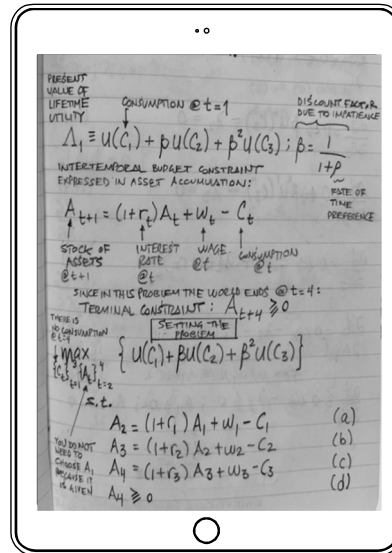 PRESENT
VALUE OF
LIFETIME
UTILITY
CONSUMPTION @ t=1
DISCOUNT FACTOR
DUE TO IMPATIENCE
Λ₁ ≡ U(C₁) + βU(C₂) + β²U(C₃) ; β = 1/(1+ρ)
RATE OF
TIME
PREFERENCE
INTERTEMPORAL BUDGET CONSTRAINT
EXPRESSED IN ASSET ACCUMULATION:
Aₜ₊₁ = (1+rₜ)Aₜ + wₜ − Cₜ
STOCK OF
ASSETS
@t+1
INTEREST
RATE
@t
WAGE
@t
CONSUMPTION
@t
SINCE IN THIS PROBLEM THE WORLD ENDS @ t=4:
TERMINAL CONSTRAINT: Aₜ₊₄ ⩾ 0
SETTING THE
PROBLEM
THERE IS
NO CONSUMPTION
@ t=4
max {U(C₁)+βU(C₂)+β²U(C₃)}
{Cₜ}³ₜ₌₁ {Aₜ}⁴ₜ₌₂
s.t.
A₂ = (1+r₁)A₁ + w₁ − C₁ (a)
A₃ = (1+r₂)A₂ + w₂ − C₂ (b)
A₄ = (1+r₃)A₃ + w₃ − C₃ (c)
A₄ ⩾ 0 (d)
YOU DO NOT
NEED TO
CHOOSE A₁
BECAUSE IT
IS GIVEN